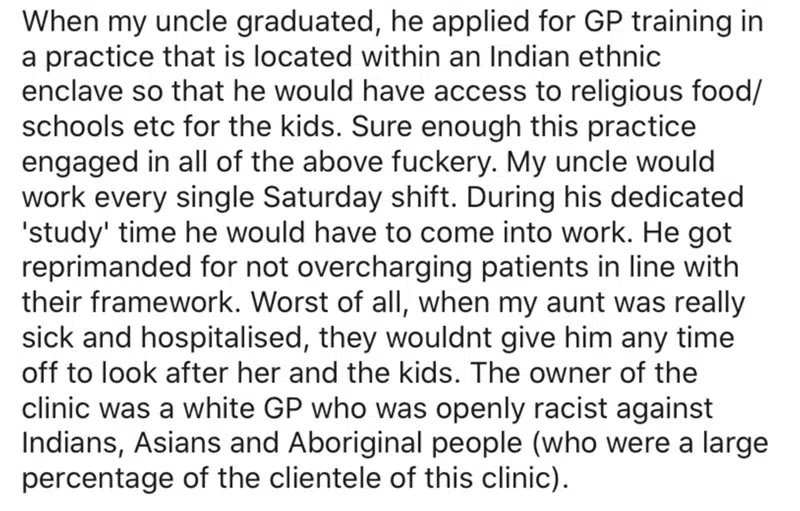 When my uncle graduated, he applied for GP training in
a practice that is located within an Indian ethnic
enclave so that he would have access to religious food/
schools etc for the kids. Sure enough this practice
engaged in all of the above fuckery. My uncle would
work every single Saturday shift. During his dedicated
'study' time he would have to come into work. He got
reprimanded for not overcharging patients in line with
their framework. Worst of all, when my aunt was really
sick and hospitalised, they wouldnt give him any time
off to look after her and the kids. The owner of the
clinic was a white GP who was openly racist against
Indians, Asians and Aboriginal people (who were a large
percentage of the clientele of this clinic).